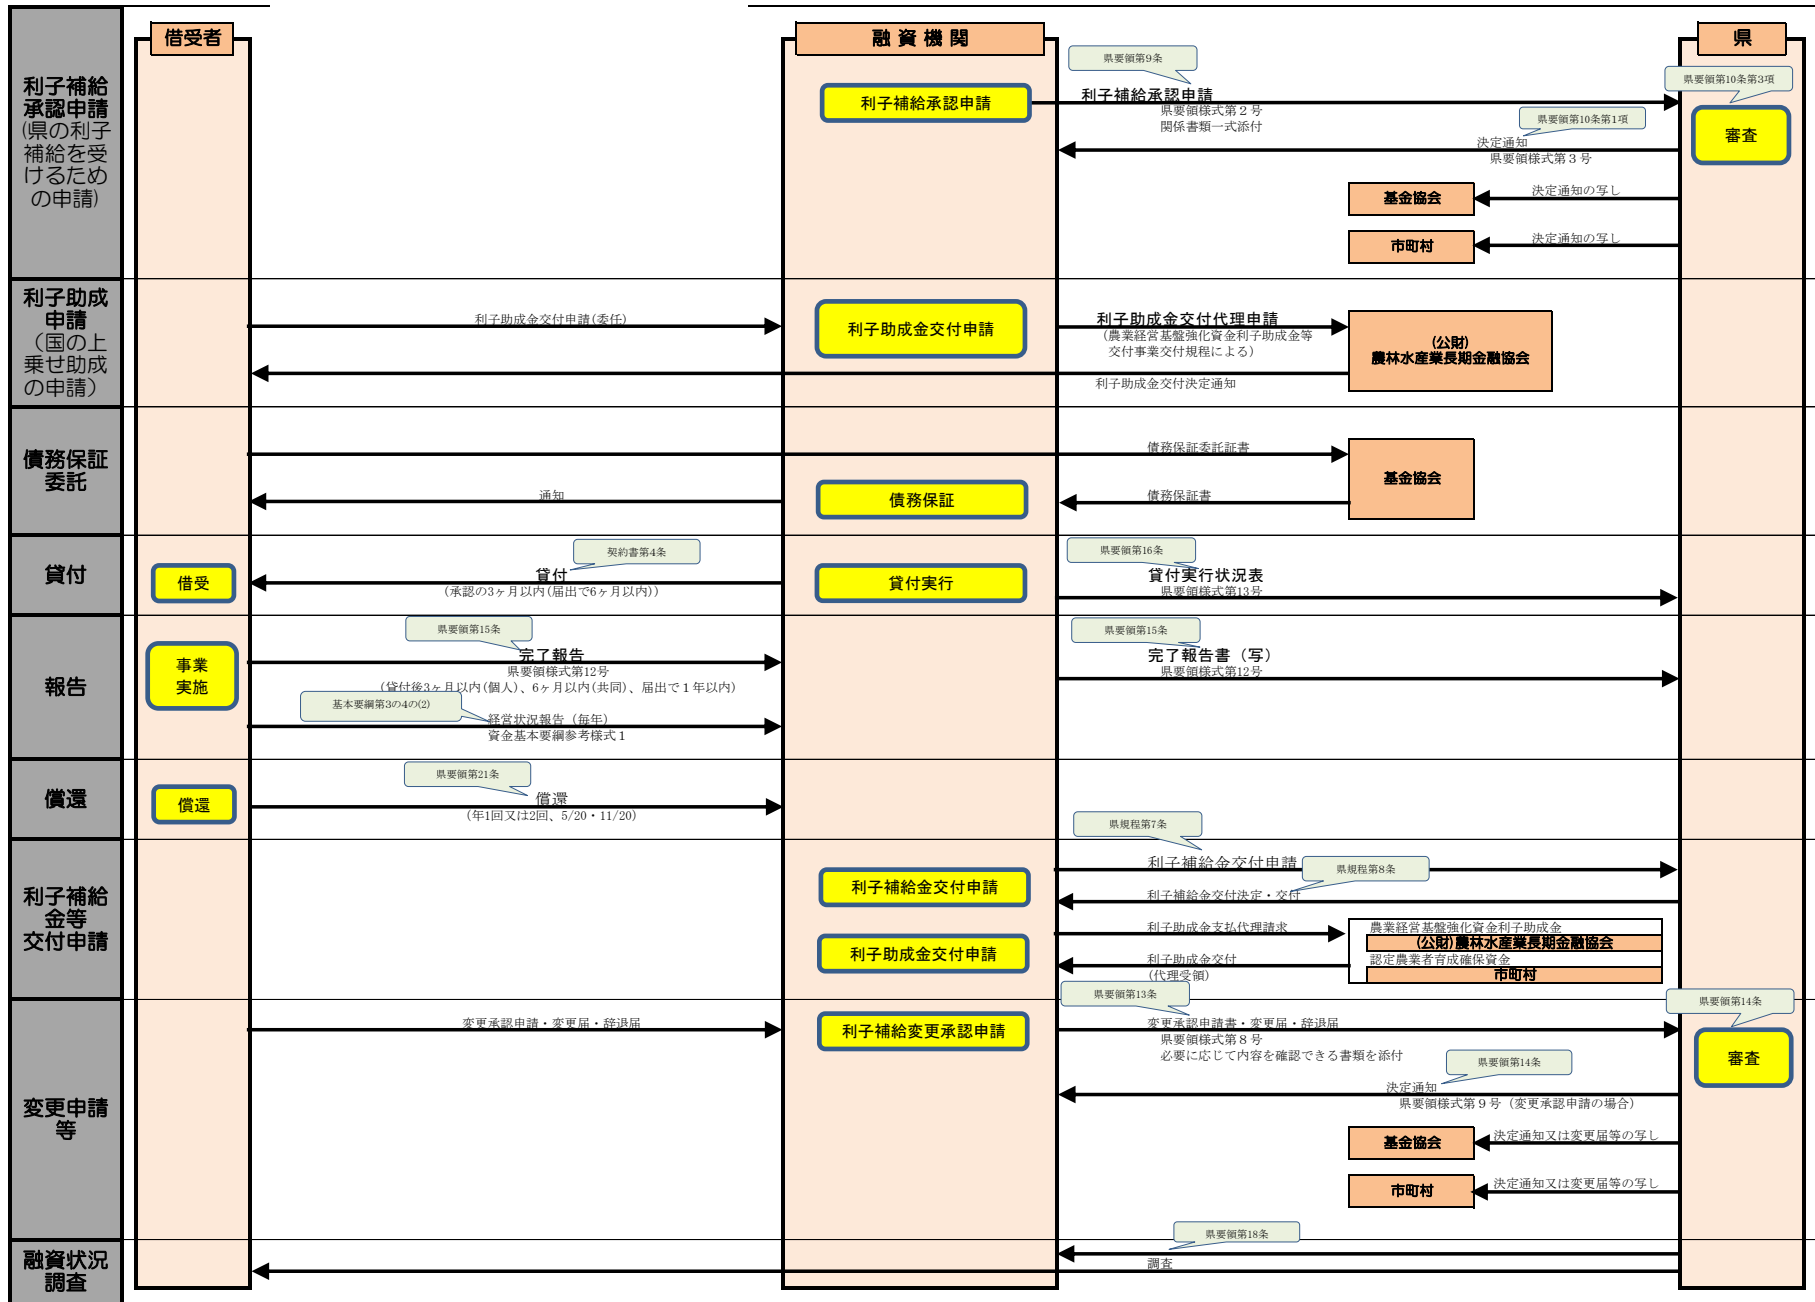 借受者
融 資 機 関
県
利子補給
承認申請
(県の利子
補給を受
けるため
の申請)
県要領第9条
県要領第10条第3項
利子補給承認申請
利子補給承認申請
県要領様式第２号
関係書類一式添付
県要領第10条第1項
審査
決定通知
県要領様式第３号
基金協会
決定通知の写し
市町村
決定通知の写し
利子助成
申請
（国の上
乗せ助成
の申請）
利子助成金交付申請(委任)
利子助成金交付申請
利子助成金交付代理申請
（農業経営基盤強化資金利子助成金等
交付事業交付規程による）
(公財)
農林水産業長期金融協会
利子助成金交付決定通知
債務保証
委託
債務保証委託証書
基金協会
通知
債務保証
債務保証書
貸付
契約書第4条
県要領第16条
借受
貸付
(承認の3ヶ月以内(届出で6ヶ月以内))
貸付実行
貸付実行状況表
県要領様式第13号
報告
県要領第15条
県要領第15条
事業
実施
完了報告
県要領様式第12号
(貸付後3ヶ月以内(個人)、6ヶ月以内(共同)、届出で１年以内)
完了報告書（写）
県要領様式第12号
基本要綱第3の4の(2)
経営状況報告（毎年）
資金基本要綱参考様式１
償還
県要領第21条
償還
償還
(年1回又は2回、5/20・11/20)
利子補給
金等
交付申請
県規程第7条
利子補給金交付申請
利子補給金交付申請
県規程第8条
利子補給金交付決定・交付
利子助成金交付申請
利子助成金支払代理請求
農業経営基盤強化資金利子助成金
(公財)農林水産業長期金融協会
利子助成金交付
(代理受領)
認定農業者育成確保資金
市町村
変更申請
等
県要領第13条
県要領第14条
変更承認申請・変更届・辞退届
利子補給変更承認申請
変更承認申請書・変更届・辞退届
県要領様式第８号
必要に応じて内容を確認できる書類を添付
審査
県要領第14条
決定通知
県要領様式第９号（変更承認申請の場合）
基金協会
決定通知又は変更届等の写し
市町村
決定通知又は変更届等の写し
融資状況
調査
県要領第18条
調査